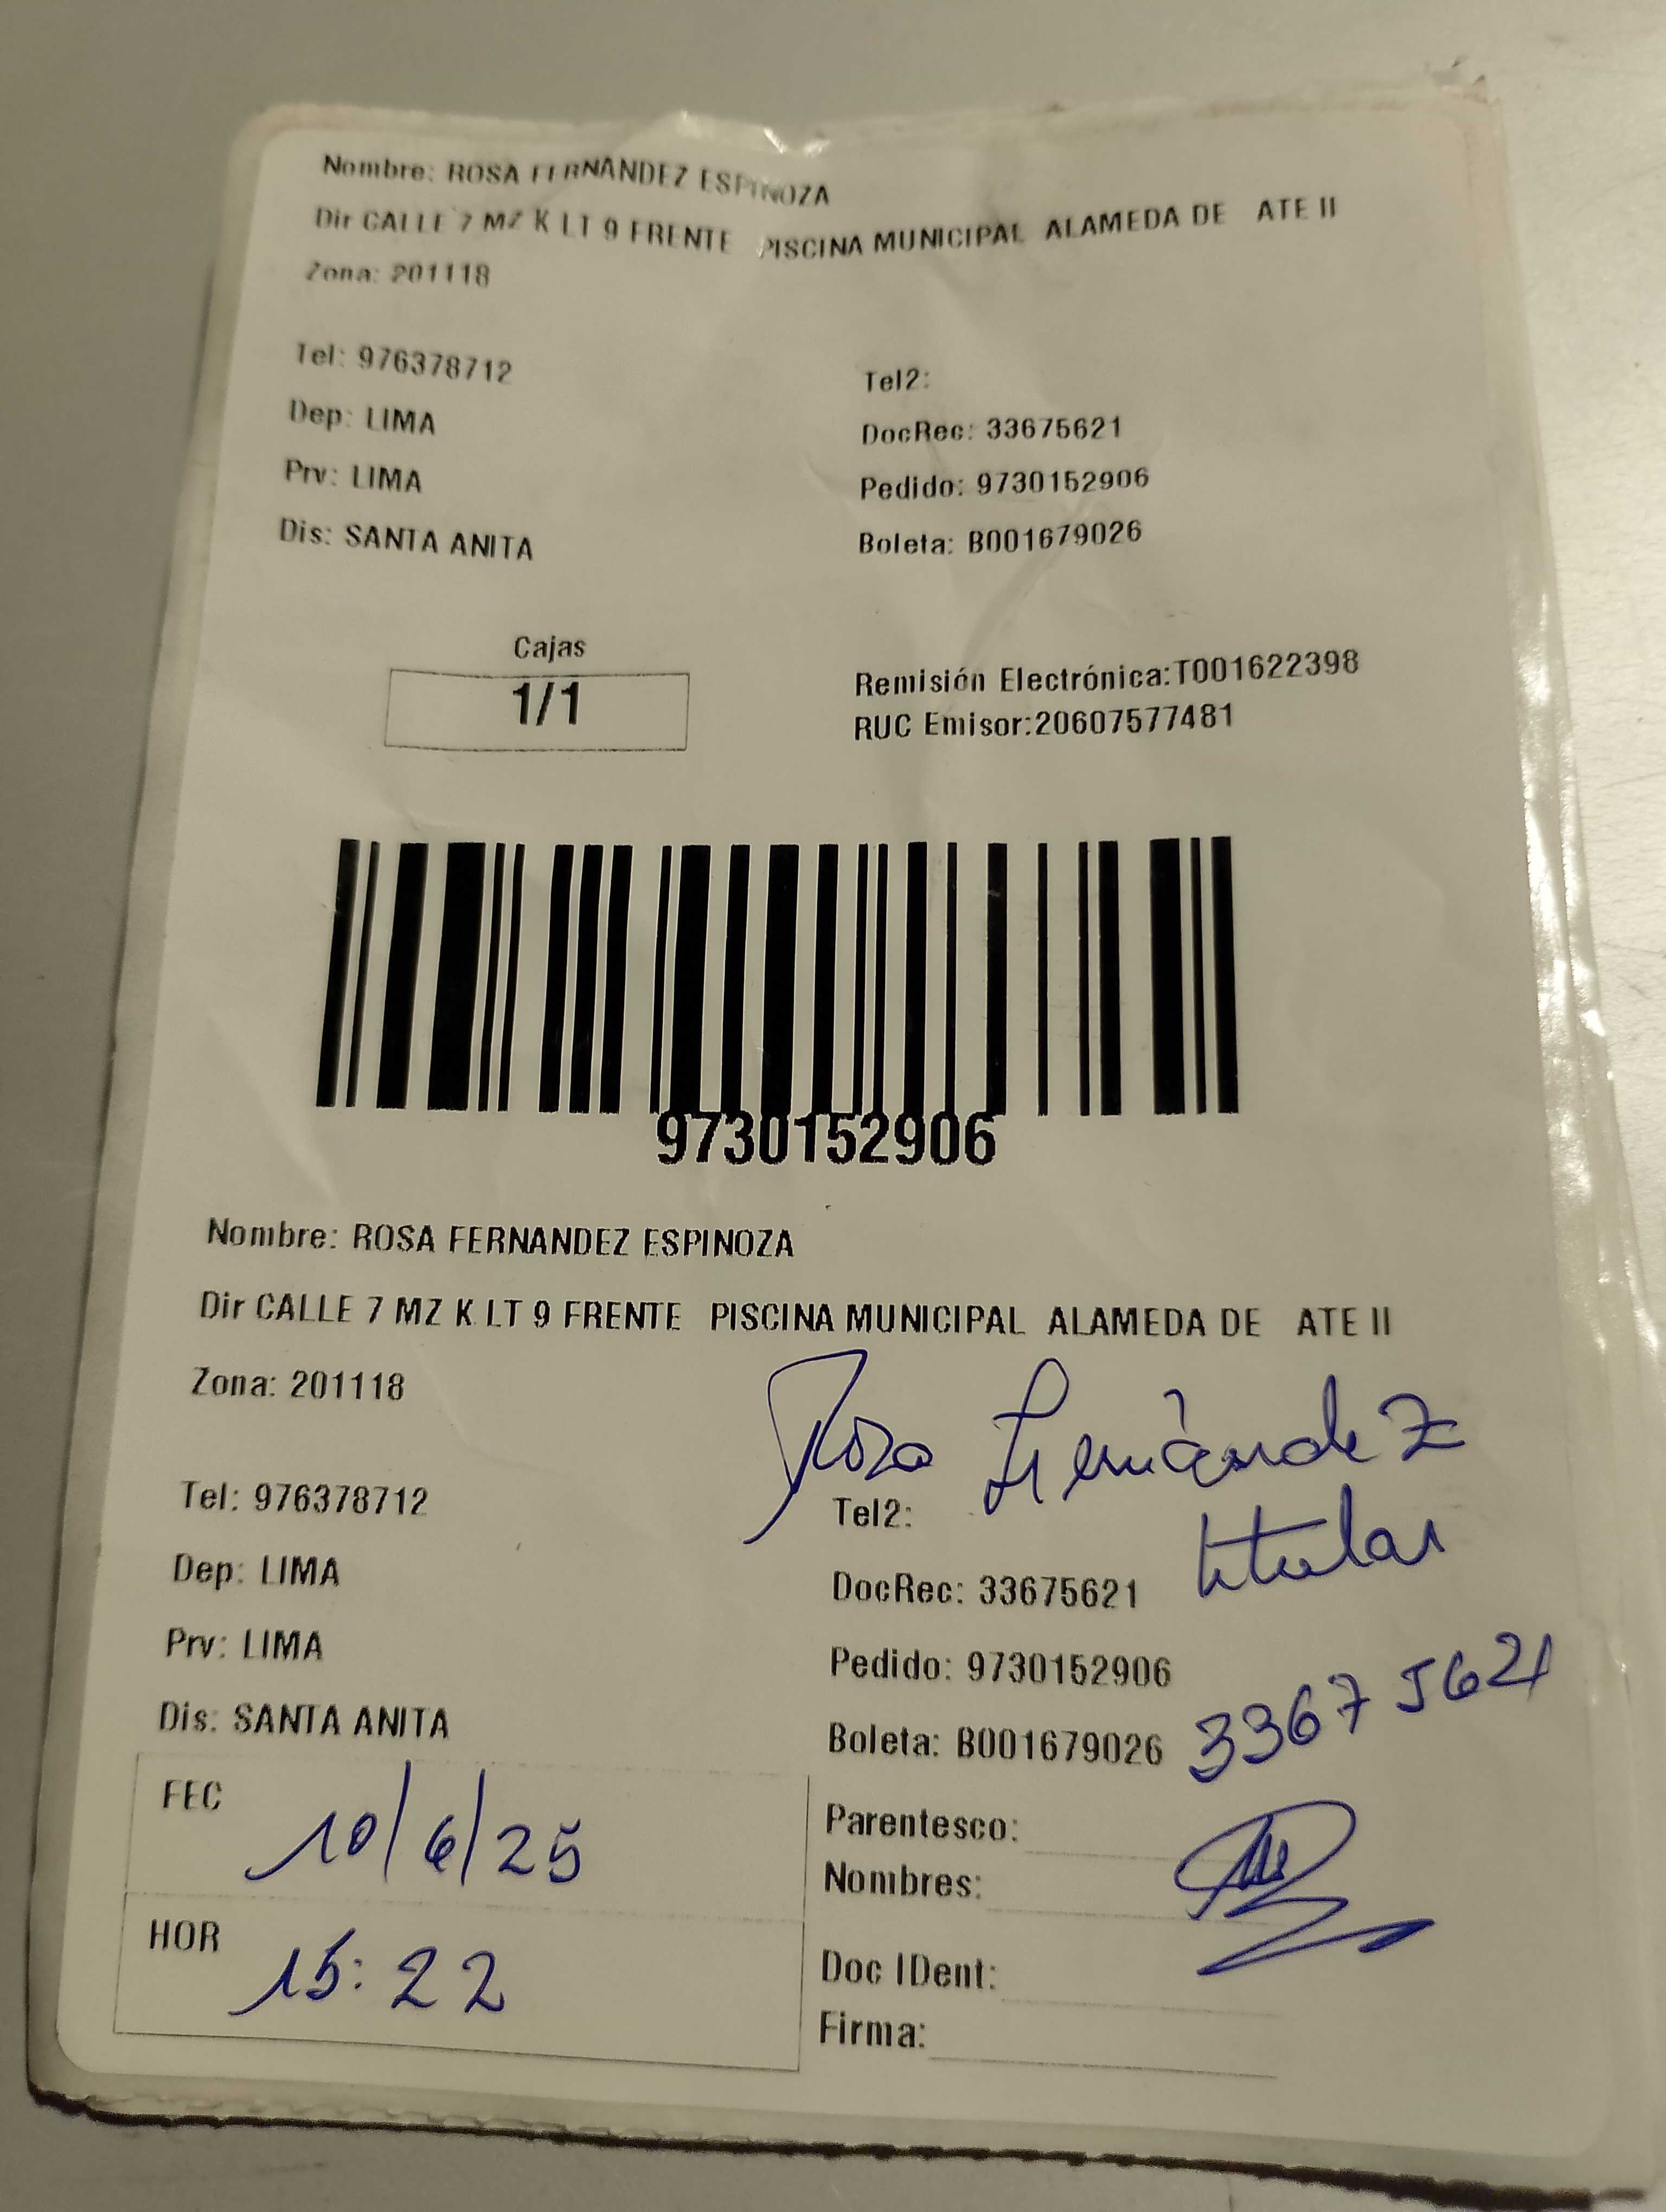 Nombre: ROSA FERNANDEZ ESPINOZA
Dir CALLE 7 MZ K LT 9 FRENTE PISCINA MUNICIPAL ALAMEDA DE ATE II
Zona: 201118
Tel: 976378712
Tel2:
Dep: LIMA
DocRec: 33675621
Prv: LIMA
Pedido: 9730152906
Dis: SANTA ANITA
Boleta: B001679026
Cajas
1/1
Remisión Electrónica:T001622398
RUC Emisor:20607577481
9730152906
Nombre: ROSA FERNANDEZ ESPINOZA
Dir CALLE 7 MZ K LT 9 FRENTE PISCINA MUNICIPAL ALAMEDA DE ATE II
Zona: 201118
Rosa Fernández
Tel: 976378712
Tel2:
titular
Dep: LIMA
DocRec: 33675621
Prv: LIMA
Pedido: 9730152906
33675621
Dis: SANTA ANITA
Boleta: B001679026
FEC 10/6/25
Parentesco:
Nombres:
HOR 15:22
Doc IDent:
Firma: